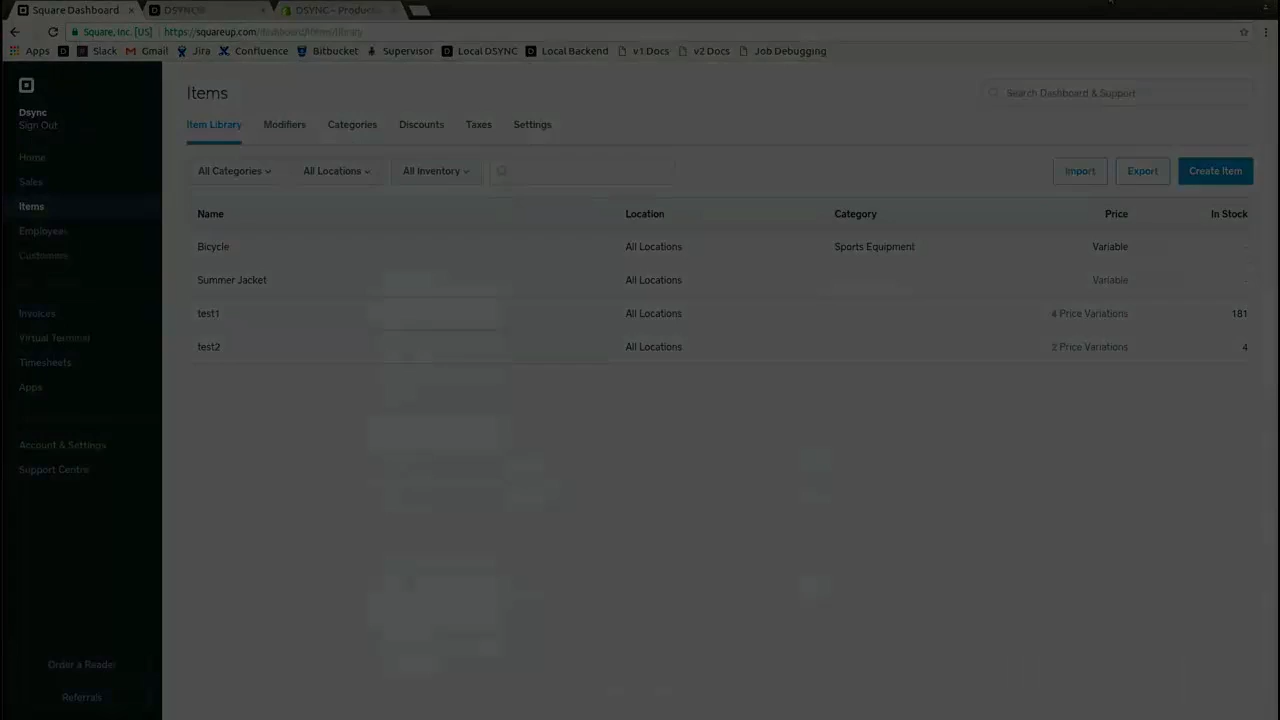 Square Dashboard DSYNC® DSYNC ~ Product
Square, Inc. [US] https://squareup.com/dashboard/items/library
Apps Slack Gmail Jira Confluence Bitbucket Supervisor Local DSYNC Local Backend v1 Docs v2 Docs Job Debugging
Dsync
Sign Out
Home
Sales
Items
Employees
Customers
Invoices
Virtual Terminal
Timesheets
Apps
Account & Settings
Support Centre
Order a Reader
Referrals
Items
Search Dashboard & Support
Item Library Modifiers Categories Discounts Taxes Settings
All Categories All Locations All Inventory Import Export Create Item
Name Location Category Price In Stock
Bicycle All Locations Sports Equipment Variable
Summer Jacket All Locations Variable
test1 All Locations 4 Price Variations 181
test2 All Locations 2 Price Variations 4